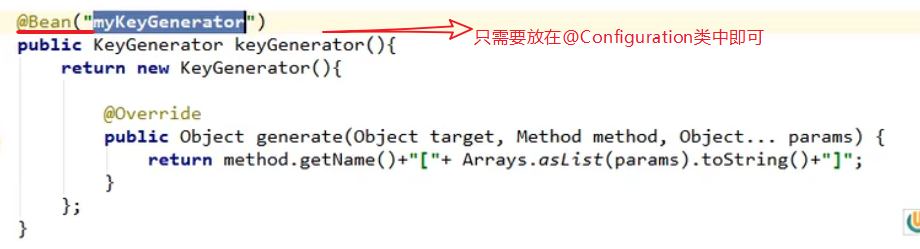 @Bean("myKeyGenerator")
只需要放在@Configuration类中即可
public KeyGenerator keyGenerator(){
return new KeyGenerator(){
@Override
public Object generate(Object target, Method method, Object... params) {
return method.getName()+"["+ Arrays.asList(params).toString()+"]";
}
};
}